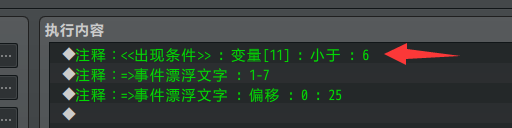 执行内容
◆注释：<<出现条件>> : 变量[11] : 小于 : 6
◆注释：=>事件漂浮文字 : 1-7
◆注释：=>事件漂浮文字 : 偏移 : 0 : 25
◆
...
...
...